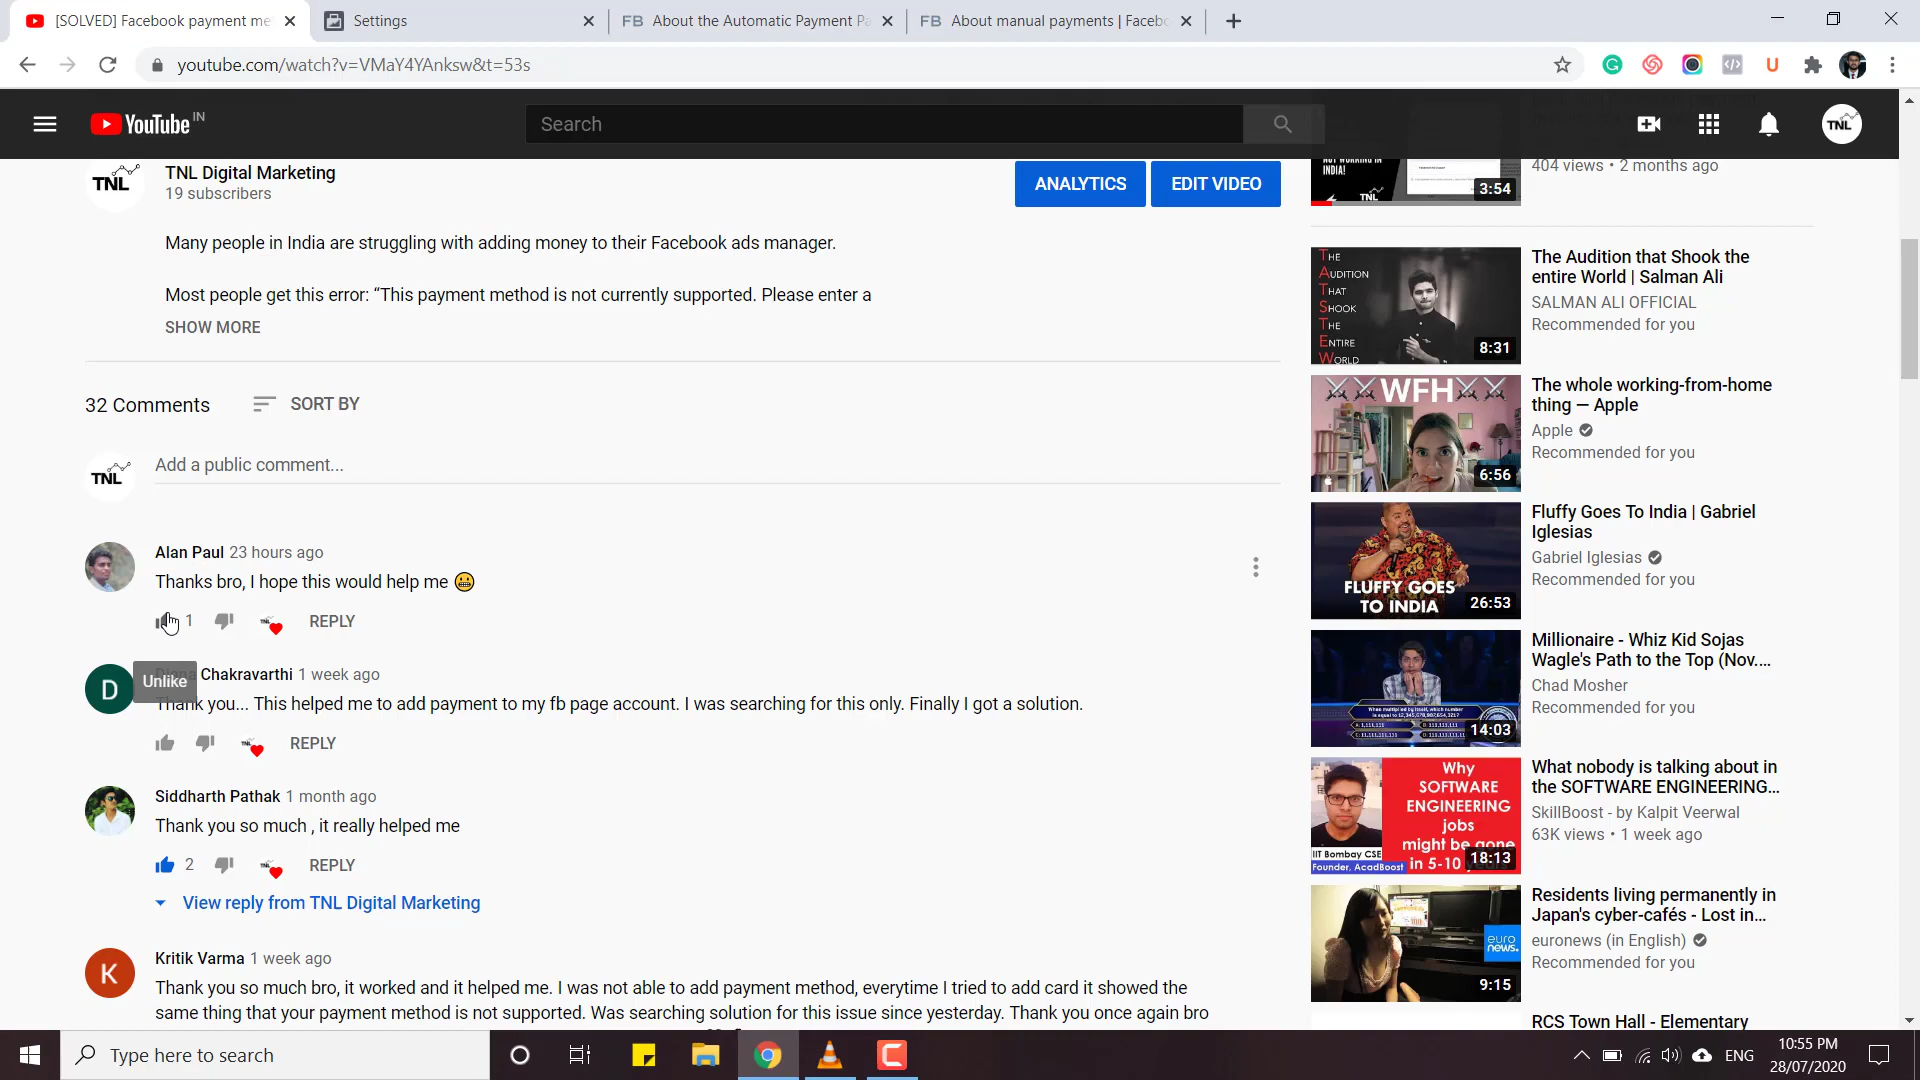 [SOLVED] Facebook payment me
Settings
FB About the Automatic Payment Pa
FB About manual payments | Facebo
youtube.com/watch?v=VMaY4YAnksw&t=53s
YouTube IN
Search
TNL
TNL Digital Marketing
19 subscribers
ANALYTICS
EDIT VIDEO
Many people in India are struggling with adding money to their Facebook ads manager.
Most people get this error: “This payment method is not currently supported. Please enter a
SHOW MORE
32 Comments
SORT BY
TNL
Add a public comment...
Alan Paul 23 hours ago
Thanks bro, I hope this would help me 😀
1
REPLY
D
Chakravarthi 1 week ago
Unlike
Thank you... This helped me to add payment to my fb page account. I was searching for this only. Finally I got a solution.
REPLY
Siddharth Pathak 1 month ago
Thank you so much , it really helped me
2
REPLY
View reply from TNL Digital Marketing
K
Kritik Varma 1 week ago
Thank you so much bro, it worked and it helped me. I was not able to add payment method, everytime I tried to add card it showed the
same thing that your payment method is not supported. Was searching solution for this issue since yesterday. Thank you once again bro
INDIA!
TNL
3:54
404 views • 2 months ago
THE
AUDITION
THAT
SHOOK
THE
ENTIRE
WORLD
8:31
The Audition that Shook the
entire World | Salman Ali
SALMAN ALI OFFICIAL
Recommended for you
WFH
6:56
The whole working-from-home
thing — Apple
Apple
Recommended for you
FLUFFY GOES
TO INDIA
26:53
Fluffy Goes To India | Gabriel
Iglesias
Gabriel Iglesias
Recommended for you
14:03
Millionaire - Whiz Kid Sojas
Wagle's Path to the Top (Nov....
Chad Mosher
Recommended for you
Why
SOFTWARE
ENGINEERING
jobs
might be gone
in 5-10
IIT Bombay CSE
Founder, AcadBoost
18:13
What nobody is talking about in
the SOFTWARE ENGINEERING...
SkillBoost - by Kalpit Veerwal
63K views • 1 week ago
euro
news.
9:15
Residents living permanently in
Japan's cyber-cafés - Lost in...
euronews (in English)
Recommended for you
RCS Town Hall - Elementary
Type here to search
ENG
10:55 PM
28/07/2020